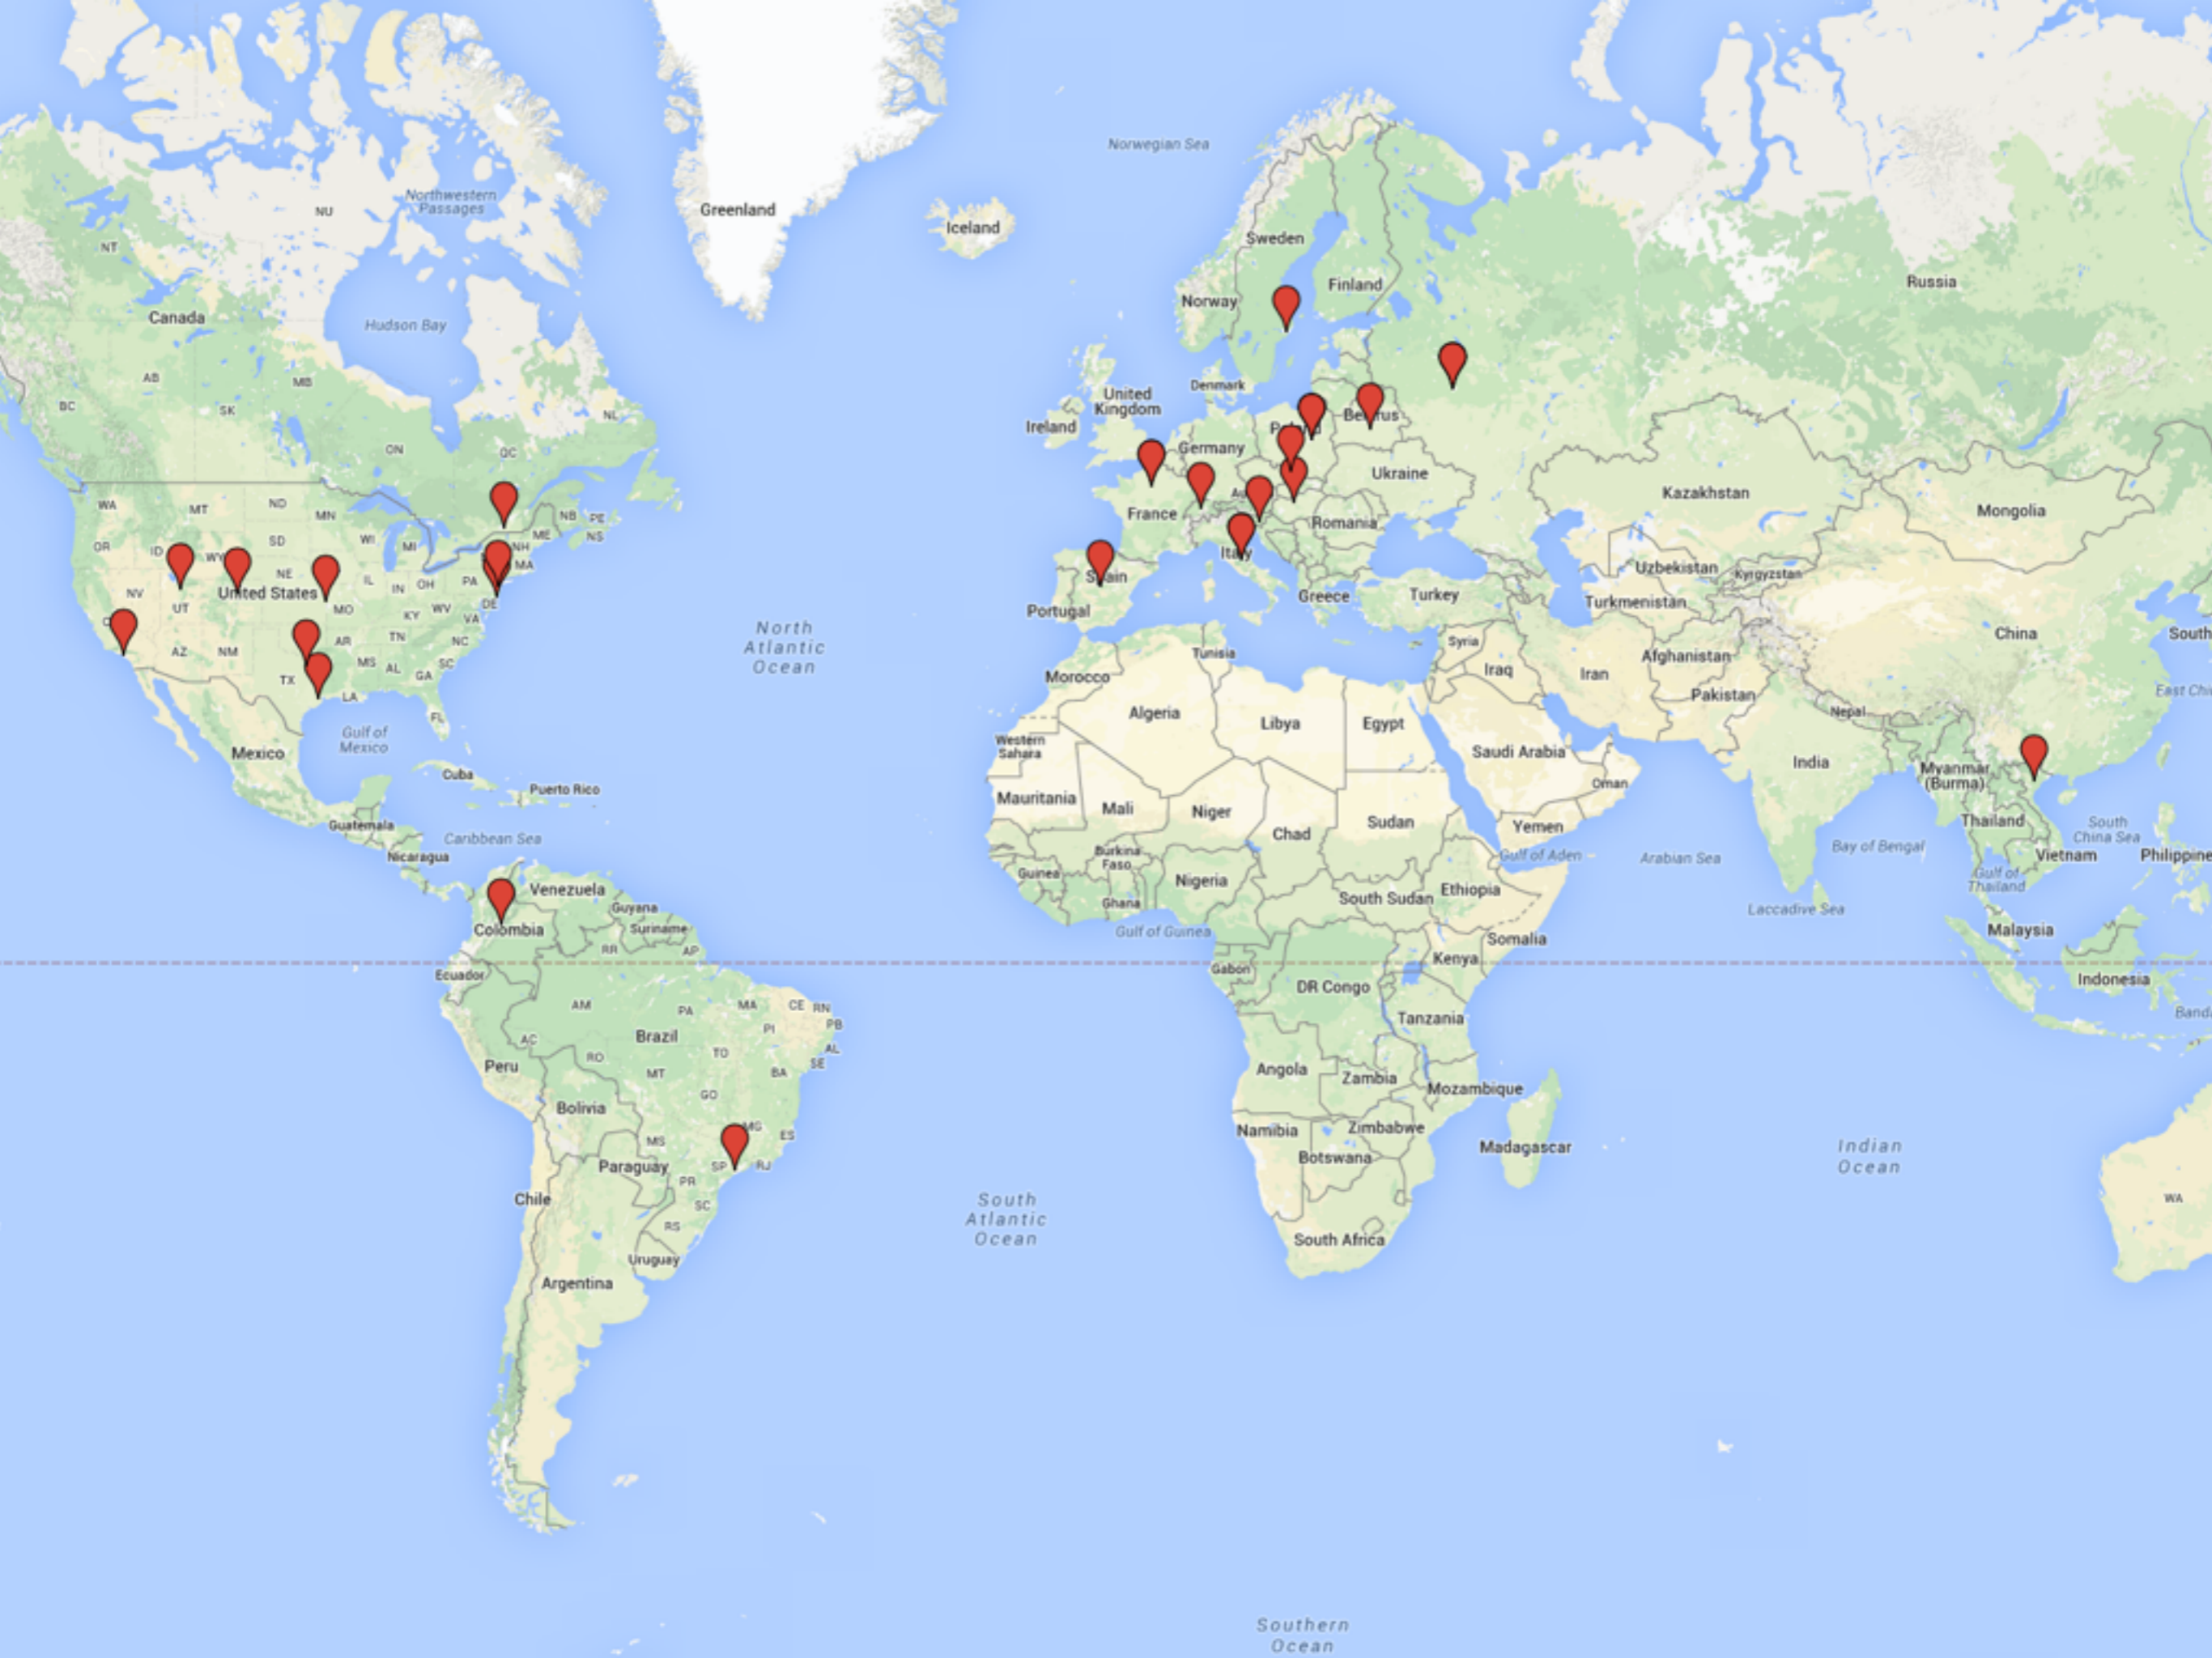 Norwegian Sea
Northwestern
Passages
NU
Greenland
Iceland
Sweden
NT
Finland
Russia
Norway
Canada
Hudson Bay
AB
MB
BC
SK
NL
Denmark
United
Kingdom
Ireland
ON
QC
Germany
Ukraine
Kazakhstan
Mongolia
WA
MT
ND
MN
NB
PE
NS
ME
France
Romania
OR
ID
WY
SD
WI
MI
NH
MA
Italy
Uzbekistan
Kyrgyzstan
NE
IL
IN
OH
PA
United States
NV
UT
MO
KY
WV
DE
VA
Portugal
Greece
Turkey
Turkmenistan
China
South
AZ
NM
AR
TN
NC
North
Atlantic
Ocean
Tunisia
Syria
Iraq
Iran
Afghanistan
Pakistan
MS
AL
GA
SC
TX
LA
FL
Morocco
Algeria
Libya
Egypt
Nepal
East Chi
Gulf of
Mexico
Mexico
Western
Sahara
Saudi Arabia
India
Oman
Myanmar
(Burma)
Cuba
Puerto Rico
Mauritania
Mali
Niger
Chad
Sudan
Yemen
Thailand
South
China Sea
Guatemala
Caribbean Sea
Nicaragua
Burkina
Faso
Gulf of Aden
Arabian Sea
Bay of Bengal
Vietnam
Philippine
Gulf of
Thailand
Guinea
Nigeria
Ghana
South Sudan
Ethiopia
Venezuela
Guyana
Suriname
Colombia
Laccadive Sea
Gulf of Guinea
Somalia
Malaysia
RR
AP
Ecuador
Gabon
Kenya
DR Congo
Indonesia
AM
PA
MA
CE
RN
PB
PI
Banda
Tanzania
Brazil
AC
RO
TO
AL
SE
Peru
MT
BA
GO
Angola
Zambia
Mozambique
Bolivia
MS
MG
ES
Namibia
Zimbabwe
Botswana
Madagascar
Indian
Ocean
Paraguay
SP
RJ
PR
Chile
SC
RS
WA
South
Atlantic
Ocean
South Africa
Uruguay
Argentina
Southern
Ocean